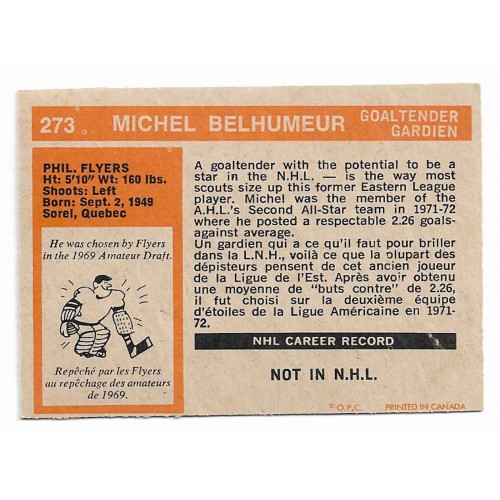 273 MICHEL BELHUMEUR GOALTENDER
GARDIEN
PHIL. FLYERS
Ht: 5'10" Wt: 160 lbs.
Shoots: Left
Born: Sept. 2, 1949
Sorel, Quebec
He was chosen by Flyers
in the 1969 Amateur Draft.
Repêché par les Flyers
au repêchage des amateurs
de 1969.
A goaltender with the potential to be a
star in the N.H.L. — is the way most
scouts size up this former Eastern League
player. Michel was a member of the
A.H.L.'s Second All-Star team in 1971-72
where he posted a respectable 2.26 goals-
against average.
Un gardien qui a ce qu'il faut pour briller
dans la L.N.H., voilà ce que la plupart des
dépisteurs pensent de cet ancien joueur
de la Ligue de l'Est. Après avoir obtenu
une moyenne de "buts contre" de 2.26,
il fut choisi sur la deuxième équipe
d'étoiles de la Ligue Américaine en 1971-
72.
NHL CAREER RECORD
NOT IN N.H.L.
© O.P.C. PRINTED IN CANADA